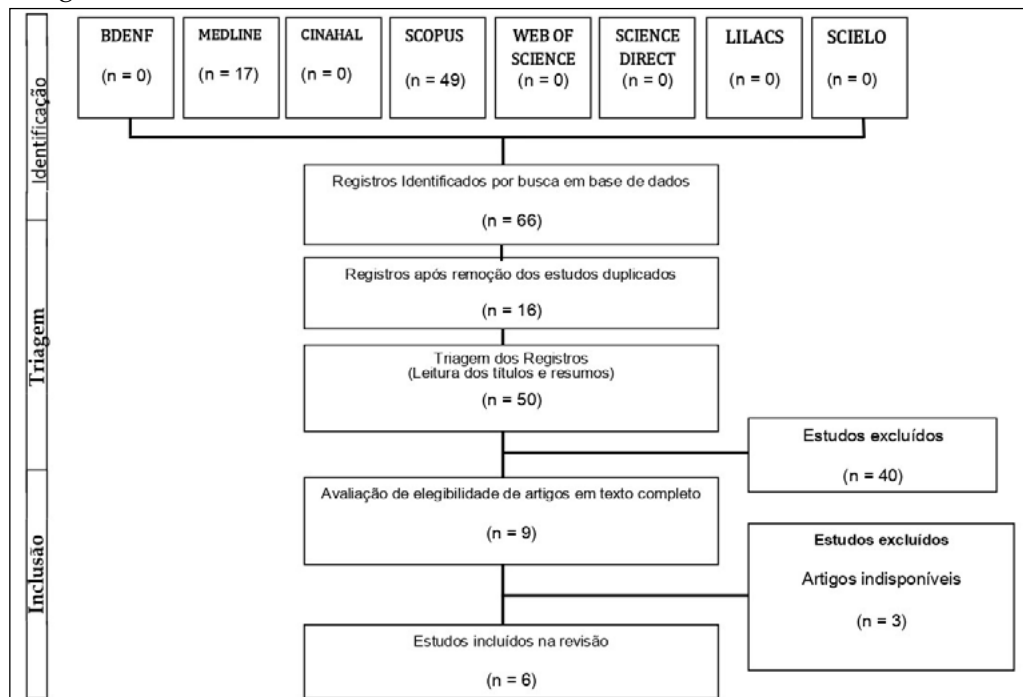 Identificação
BDENF
(n = 0)
MEDLINE
(n = 17)
CINAHAL
(n = 0)
SCOPUS
(n = 49)
WEB OF
SCIENCE
(n = 0)
SCIENCE
DIRECT
(n = 0)
LILACS
(n = 0)
SCIELO
(n = 0)
Registros Identificados por busca em base de dados
(n = 66)
Triagem
Registros após remoção dos estudos duplicados
(n = 16)
Triagem dos Registros
(Leitura dos títulos e resumos)
(n = 50)
Estudos excluídos
(n = 40)
Inclusão
Avaliação de elegibilidade de artigos em texto completo
(n = 9)
Estudos excluídos
Artigos indisponíveis
(n = 3)
Estudos incluídos na revisão
(n = 6)